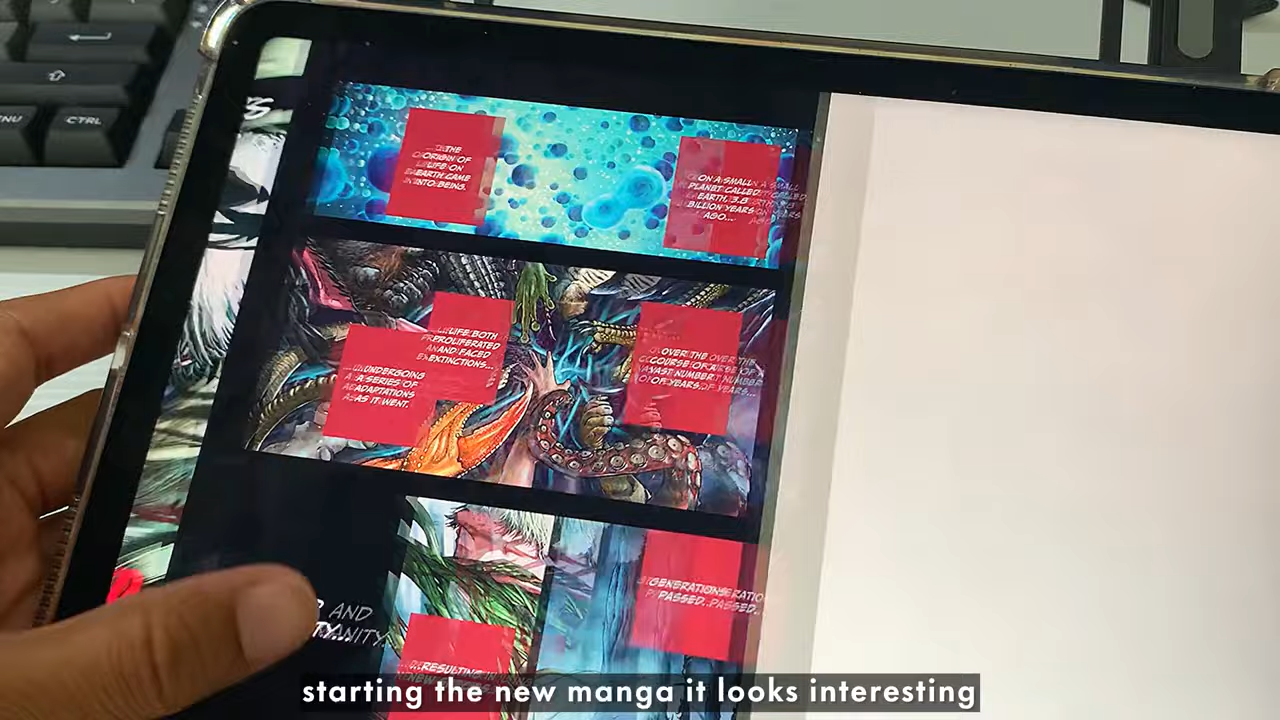 CTRL
...THE
ORIGIN OF
LIFE ON
EARTH CAME
INTO BEING.
ON A SMALL
PLANET CALLED
EARTH, 3.8
BILLION YEARS
AGO...
...LIFE BOTH
PROLIFERATED
AND FACED
EXTINCTIONS...
...UNDERGOING
A SERIES OF
ADAPTATIONS
AS IT WENT.
OVER THE
COURSE OF A
VAST NUMBER
OF YEARS...
GENERATIONS
PASSED...
AND
...RESULTING
starting the new manga it looks interesting